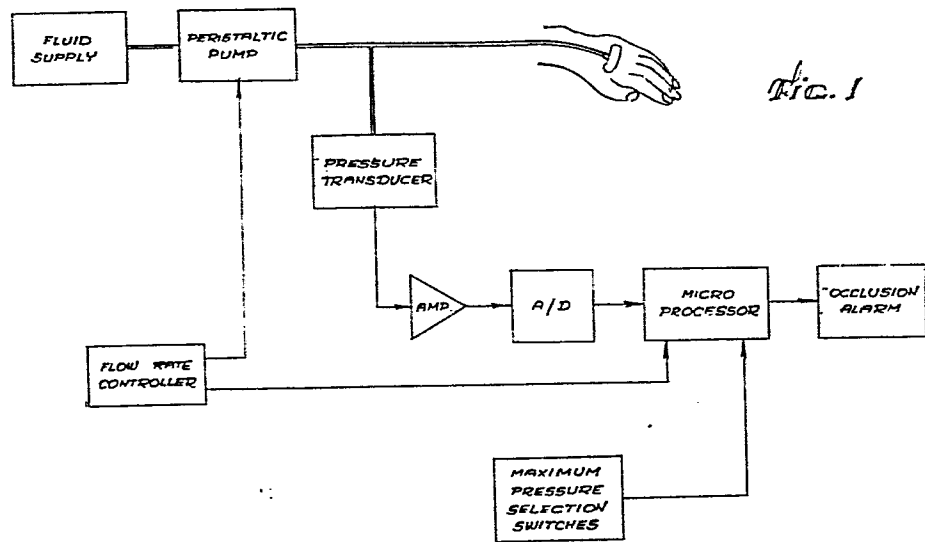 FLUID
SUPPLY
PERISTALTIC
PUMP
Fig. 1
PRESSURE
TRANSDUCER
AMP.
A/D
MICRO
PROCESSOR
OCCLUSION
ALARM
FLOW RATE
CONTROLLER
MAXIMUM
PRESSURE
SELECTION
SWITCHES